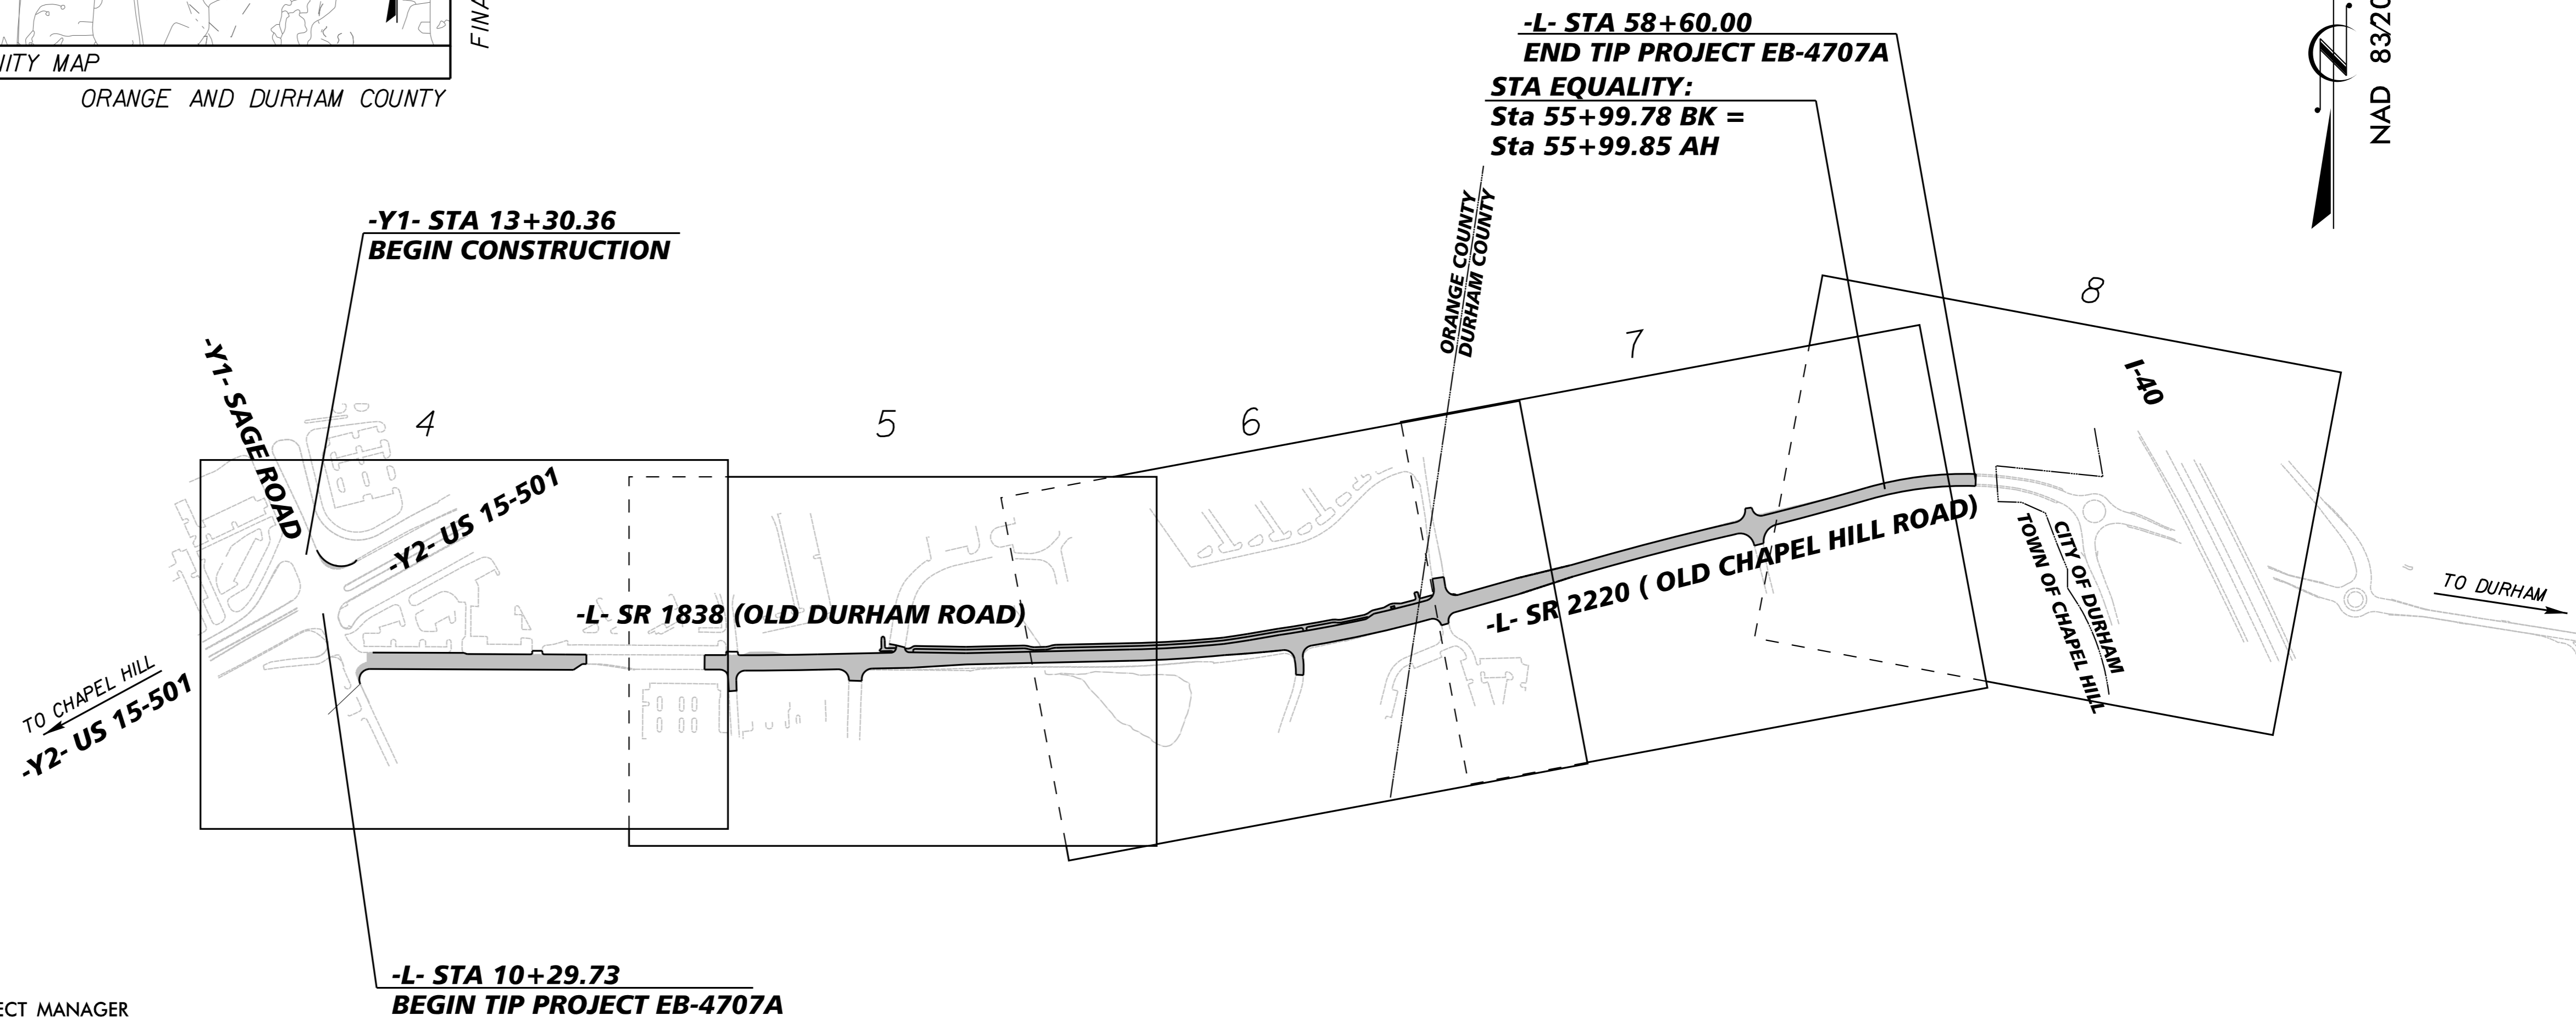 MAP
ORANGE AND DURHAM COUNTY
-L- STA 58+60.00
END TIP PROJECT EB-4707A
STA EQUALITY:
Sta 55+99.78 BK =
Sta 55+99.85 AH
NAD 83/20
-Y1- STA 13+30.36
BEGIN CONSTRUCTION
ORANGE COUNTY
DURHAM COUNTY
8
7
I-40
-Y1- SAGE ROAD
4
5
6
-Y2- US 15-501
-L- SR 1838 (OLD DURHAM ROAD)
-L- SR 2220 ( OLD CHAPEL HILL ROAD)
CITY OF DURHAM
TOWN OF CHAPEL HILL
TO DURHAM
TO CHAPEL HILL
-Y2- US 15-501
-L- STA 10+29.73
BEGIN TIP PROJECT EB-4707A
MANAGER